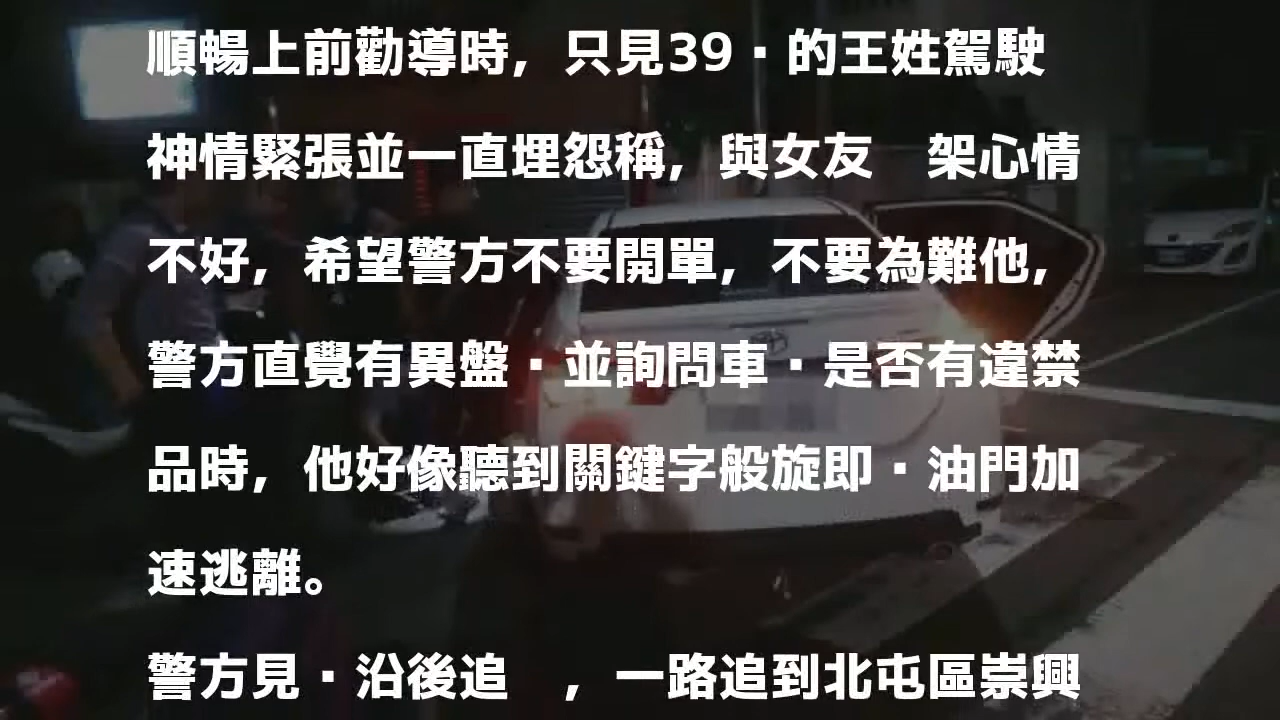 順暢上前勸導時，只見39▪的王姓駕駛
神情緊張並一直埋怨稱，與女友　架心情
不好，希望警方不要開單，不要為難他，
警方直覺有異盤▪並詢問車▪是否有違禁
品時，他好像聽到關鍵字般旋即▪油門加
速逃離。
警方見▪沿後追　，一路追到北屯區崇興